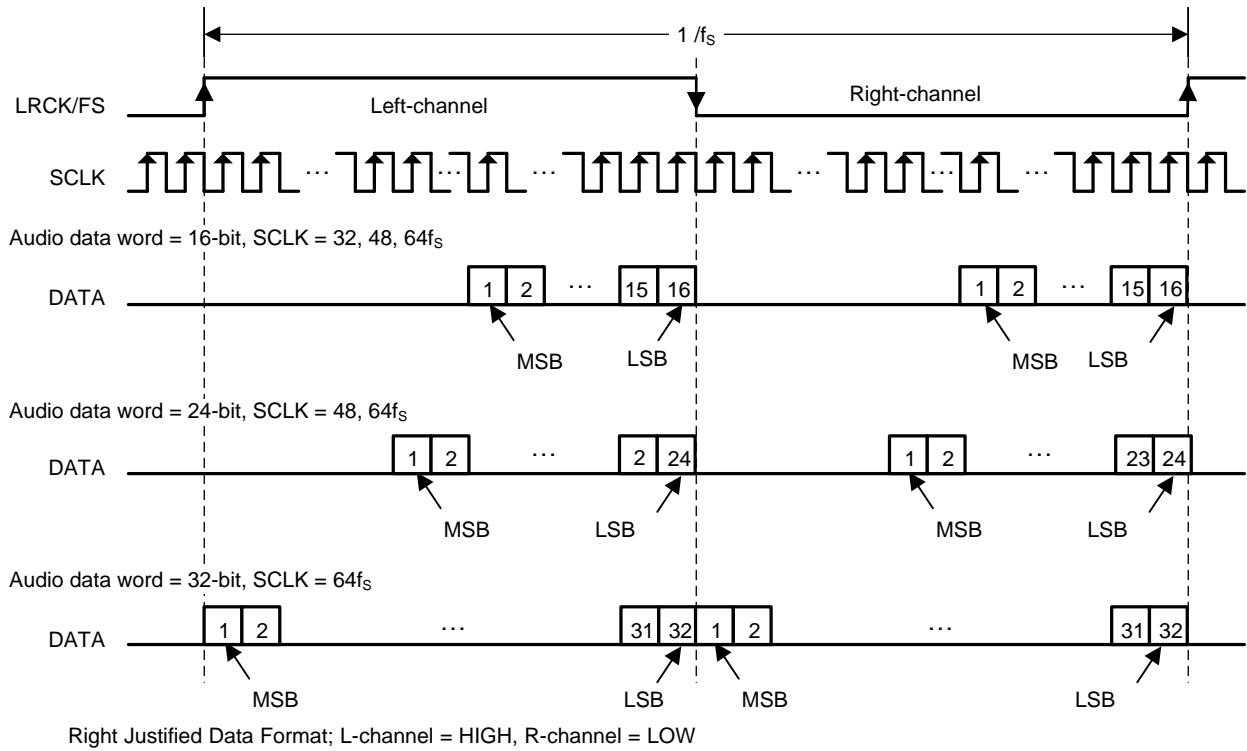 1 /fS
LRCK/FS
Left-channel
Right-channel
SCLK
... ... ... ... ... ...
Audio data word = 16-bit, SCLK = 32, 48, 64fS
DATA
1 2 ... 15 16 1 2 ... 15 16
MSB LSB MSB LSB
Audio data word = 24-bit, SCLK = 48, 64fS
DATA
1 2 ... 2 24 1 2 ... 23 24
MSB LSB MSB LSB
Audio data word = 32-bit, SCLK = 64fS
DATA
1 2 ... 31 32 1 2 ... 31 32
MSB LSB MSB LSB
Right Justified Data Format; L-channel = HIGH, R-channel = LOW